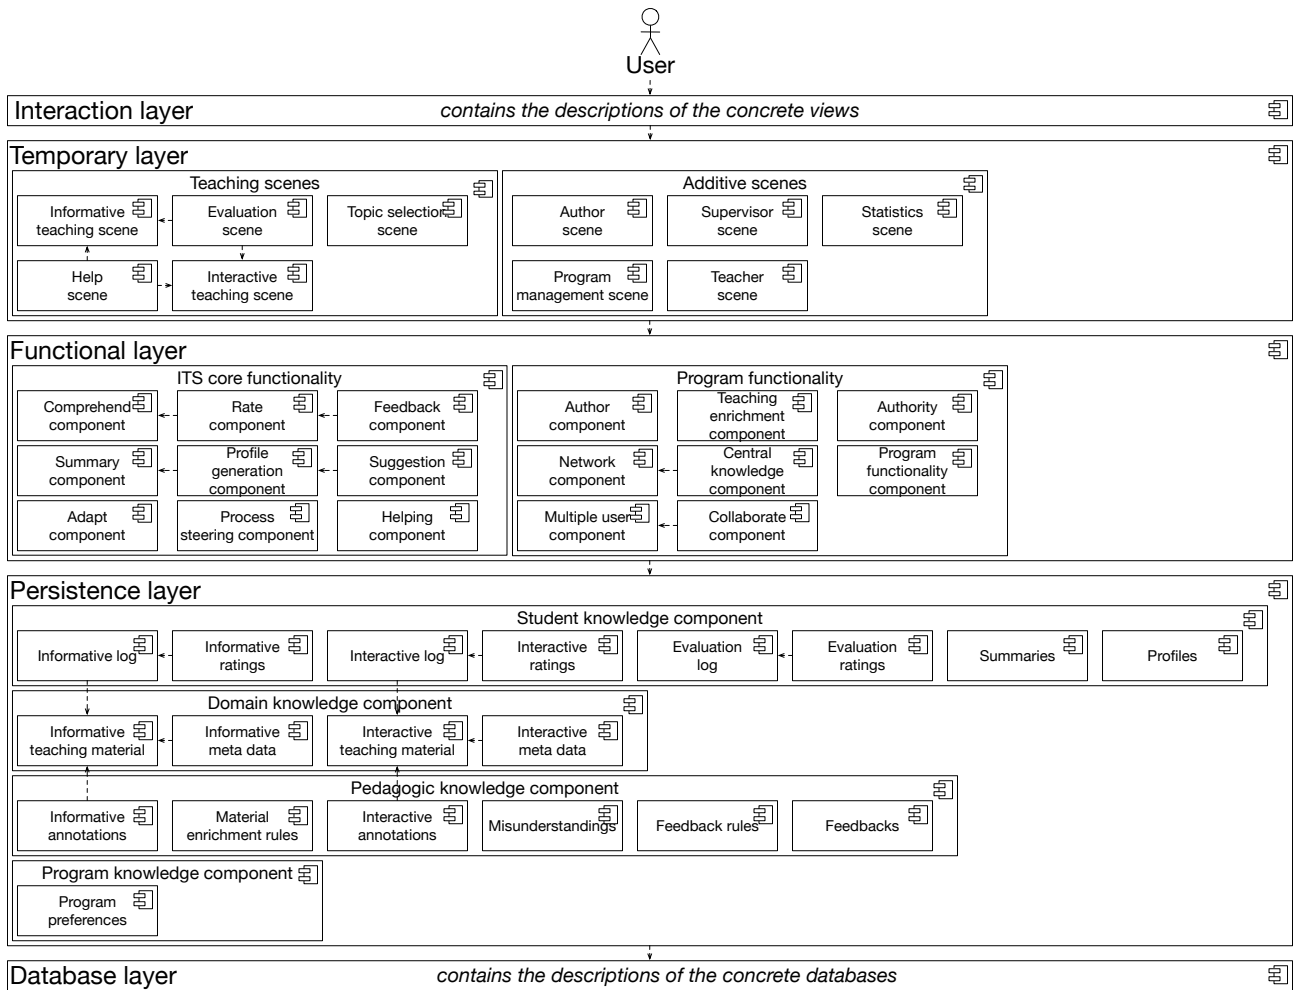 User
Interaction layer
contains the descriptions of the concrete views
Temporary layer
Teaching scenes
Informative
teaching scene
Evaluation
scene
Topic selection
scene
Help
scene
Interactive
teaching scene
Additive scenes
Author
scene
Supervisor
scene
Statistics
scene
Program
management scene
Teacher
scene
Functional layer
ITS core functionality
Comprehend
component
Rate
component
Feedback
component
Summary
component
Profile
generation
component
Suggestion
component
Adapt
component
Process
steering component
Helping
component
Program functionality
Author
component
Teaching
enrichment
component
Authority
component
Network
component
Central
knowledge
component
Program
functionality
component
Multiple user
component
Collaborate
component
Persistence layer
Student knowledge component
Informative log
Informative
ratings
Interactive log
Interactive
ratings
Evaluation
log
Evaluation
ratings
Summaries
Profiles
Domain knowledge component
Informative
teaching material
Informative
meta data
Interactive
teaching material
Interactive
meta data
Pedagogic knowledge component
Informative
annotations
Material
enrichment rules
Interactive
annotations
Misunderstandings
Feedback rules
Feedbacks
Program knowledge component
Program
preferences
Database layer
contains the descriptions of the concrete databases